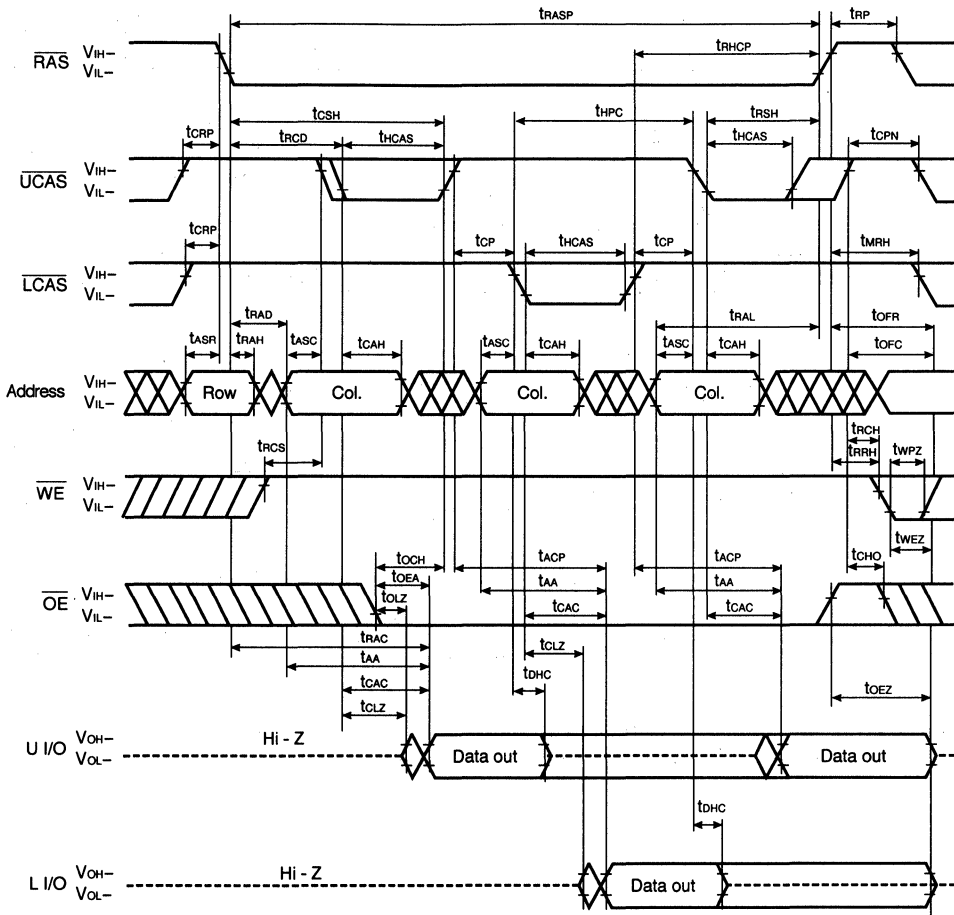 tRASP tRP
tRHCP
RAS VIH–
VIL–
tCSH tHPC tRSH
tCRP tRCD tHCAS tHCAS tCPN
UCAS VIH–
VIL–
tCRP tCP tHCAS tCP tMRH
LCAS VIH–
VIL–
tRAD tRAL tOFR
tASR tRAH tASC tCAH tASC tCAH tASC tCAH tOFC
Address VIH–
VIL–
Row Col. Col. Col.
tRCH
tRCS tRRH tWPZ
WE VIH–
VIL–
tWEZ
tOCH tACP tACP tCHO
tOEA tAA tAA
OE VIH–
VIL–
tOLZ tCAC tCAC
tRAC
tCLZ
tAA
tDHC
tCAC
tOEZ
tCLZ
U I/O VOH–
VOL–
Hi - Z Data out Data out
tDHC
L I/O VOH–
VOL–
Hi - Z Data out